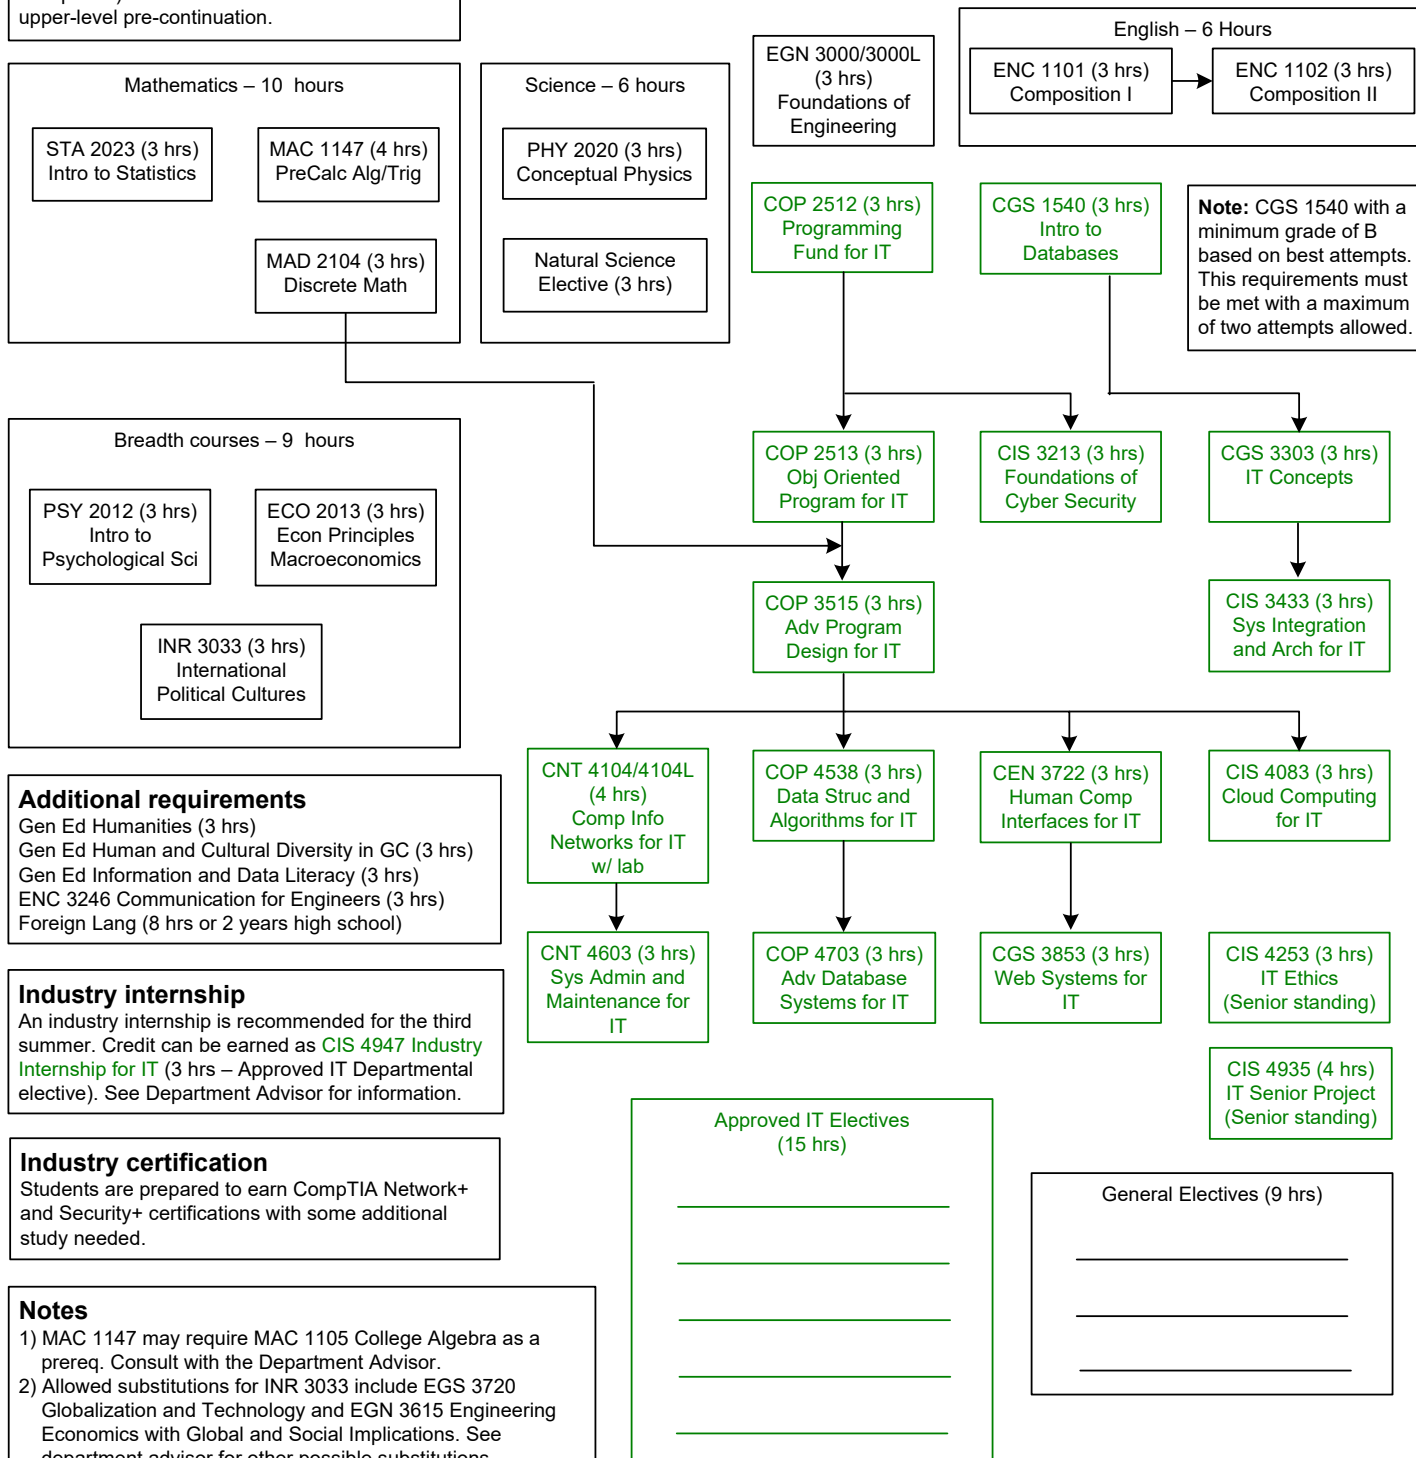 upper-level pre-continuation.
Mathematics – 10 hours
STA 2023 (3 hrs)
Intro to Statistics
MAC 1147 (4 hrs)
PreCalc Alg/Trig
MAD 2104 (3 hrs)
Discrete Math
Science – 6 hours
PHY 2020 (3 hrs)
Conceptual Physics
Natural Science
Elective (3 hrs)
EGN 3000/3000L
(3 hrs)
Foundations of
Engineering
English – 6 Hours
ENC 1101 (3 hrs)
Composition I
ENC 1102 (3 hrs)
Composition II
COP 2512 (3 hrs)
Programming
Fund for IT
CGS 1540 (3 hrs)
Intro to
Databases
Note: CGS 1540 with a
minimum grade of B
based on best attempts.
This requirements must
be met with a maximum
of two attempts allowed.
Breadth courses – 9 hours
PSY 2012 (3 hrs)
Intro to
Psychological Sci
ECO 2013 (3 hrs)
Econ Principles
Macroeconomics
INR 3033 (3 hrs)
International
Political Cultures
COP 2513 (3 hrs)
Obj Oriented
Program for IT
CIS 3213 (3 hrs)
Foundations of
Cyber Security
CGS 3303 (3 hrs)
IT Concepts
COP 3515 (3 hrs)
Adv Program
Design for IT
CIS 3433 (3 hrs)
Sys Integration
and Arch for IT
CNT 4104/4104L
(4 hrs)
Comp Info
Networks for IT
w/ lab
COP 4538 (3 hrs)
Data Struc and
Algorithms for IT
CEN 3722 (3 hrs)
Human Comp
Interfaces for IT
CIS 4083 (3 hrs)
Cloud Computing
for IT
CNT 4603 (3 hrs)
Sys Admin and
Maintenance for
IT
COP 4703 (3 hrs)
Adv Database
Systems for IT
CGS 3853 (3 hrs)
Web Systems for
IT
CIS 4253 (3 hrs)
IT Ethics
(Senior standing)
CIS 4935 (4 hrs)
IT Senior Project
(Senior standing)
Additional requirements
Gen Ed Humanities (3 hrs)
Gen Ed Human and Cultural Diversity in GC (3 hrs)
Gen Ed Information and Data Literacy (3 hrs)
ENC 3246 Communication for Engineers (3 hrs)
Foreign Lang (8 hrs or 2 years high school)
Industry internship
An industry internship is recommended for the third
summer. Credit can be earned as CIS 4947 Industry
Internship for IT (3 hrs – Approved IT Departmental
elective). See Department Advisor for information.
Industry certification
Students are prepared to earn CompTIA Network+
and Security+ certifications with some additional
study needed.
Approved IT Electives
(15 hrs)
General Electives (9 hrs)
Notes
1) MAC 1147 may require MAC 1105 College Algebra as a
prereq. Consult with the Department Advisor.
2) Allowed substitutions for INR 3033 include EGS 3720
Globalization and Technology and EGN 3615 Engineering
Economics with Global and Social Implications. See
department advisor for other possible substitutions